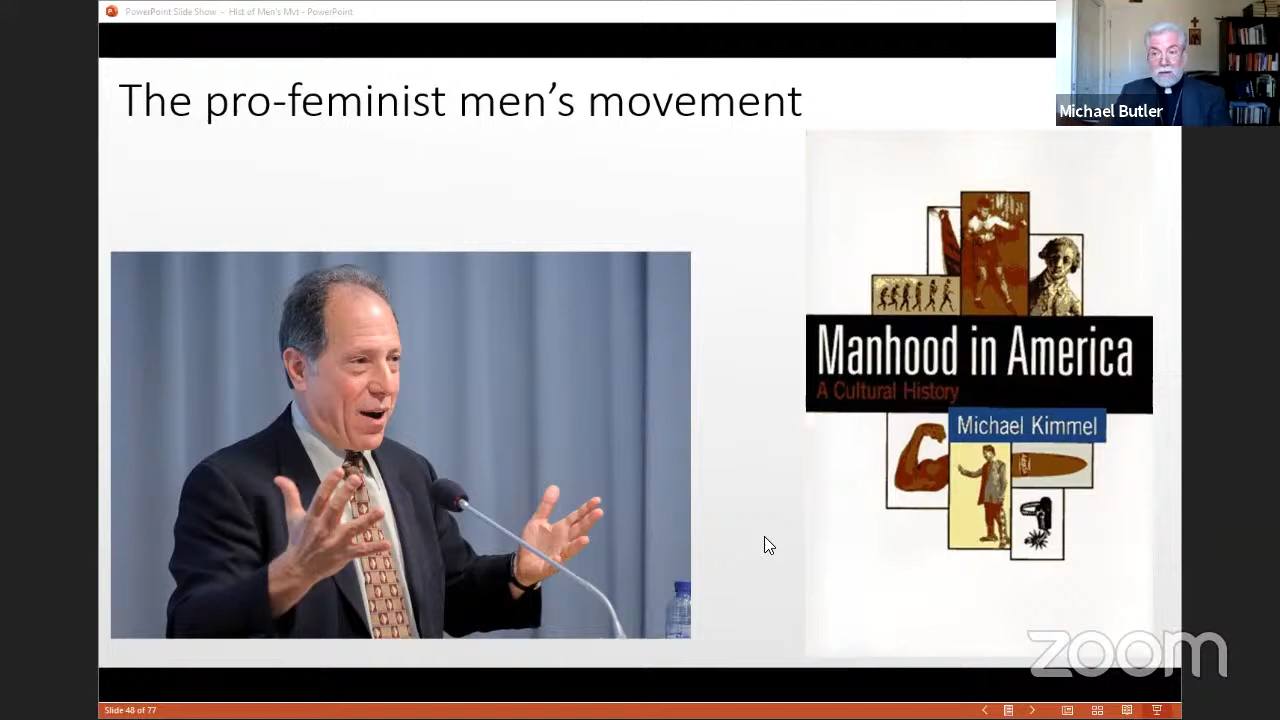 PowerPoint Slide Show - Hist of Men's Mvt - PowerPoint
The pro-feminist men's movement
Michael Butler
Manhood in America
A Cultural History
Michael Kimmel
zoom
Slide 48 of 77